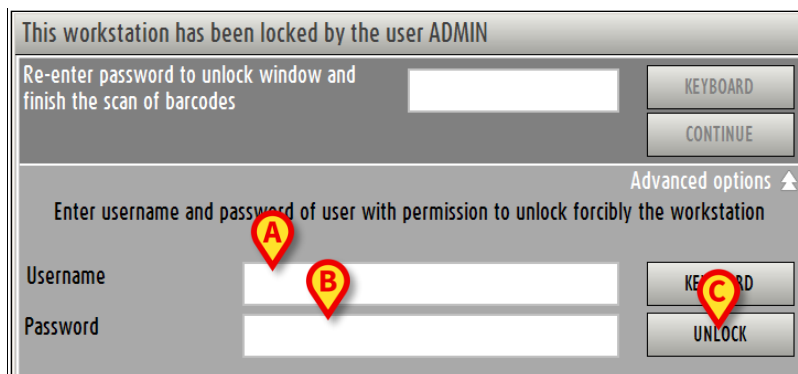 This workstation has been locked by the user ADMIN
Re-enter password to unlock window and
finish the scan of barcodes
KEYBOARD
CONTINUE
Advanced options
Enter username and password of user with permission to unlock forcibly the workstation
A
Username
B
C
Password
UNLOCK